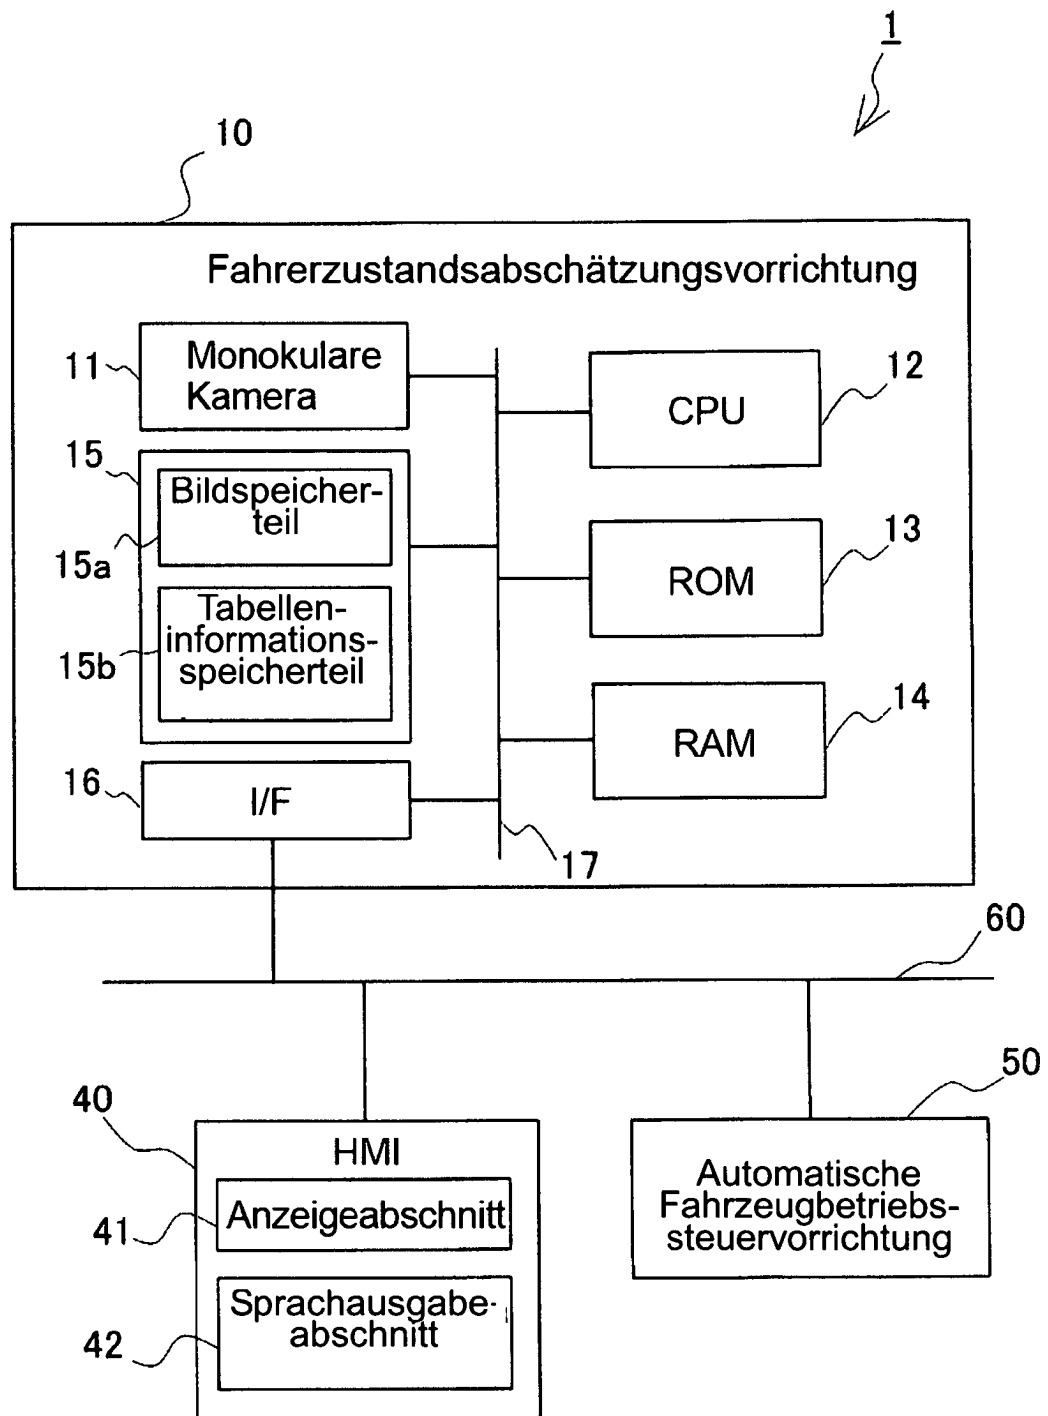 1
10
Fahrerzustandsabschätzungsvorrichtung
11
Monokulare
Kamera
12
CPU
15
Bildspeicher-
teil
15a
13
ROM
Tabellen-
informations-
speicherteil
15b
14
RAM
16
I/F
17
60
40
HMI
50
Automatische
Fahrzeugbetriebs-
steuervorrichtung
41
Anzeigeabschnitt
42
Sprachausgabe-
abschnitt